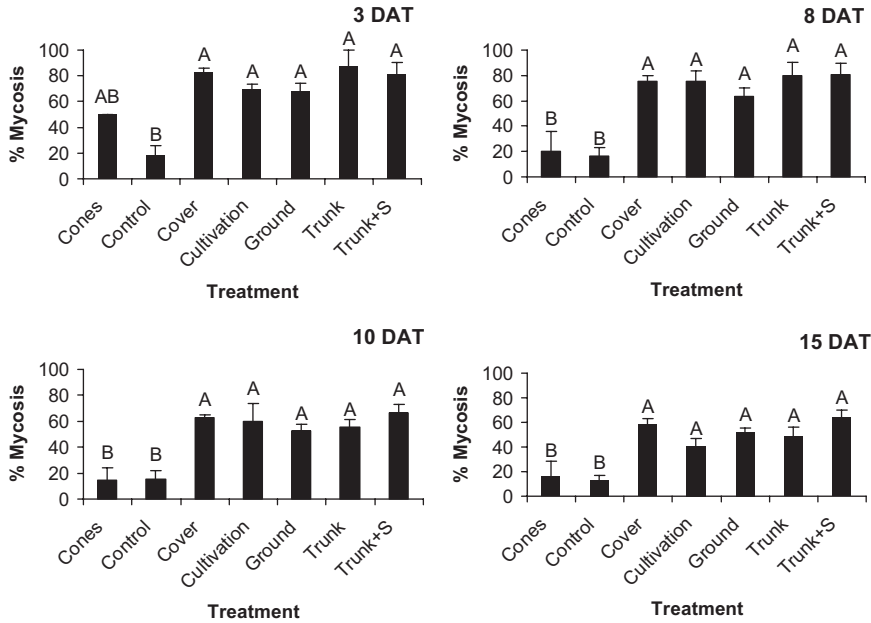 3 DAT
% Mycosis
100
80
60
40
20
0
AB
B
A
A
A
A
A
Cones
Control
Cover
Cultivation
Ground
Trunk
Trunk+S
Treatment
8 DAT
% Mycosis
100
80
60
40
20
0
B
B
A
A
A
A
A
Cones
Control
Cover
Cultivation
Ground
Trunk
Trunk+S
Treatment
10 DAT
% Mycosis
100
80
60
40
20
0
B
B
A
A
A
A
A
Cones
Control
Cover
Cultivation
Ground
Trunk
Trunk+S
Treatment
15 DAT
% Mycosis
100
80
60
40
20
0
B
B
A
A
A
A
A
Cones
Control
Cover
Cultivation
Ground
Trunk
Trunk+S
Treatment